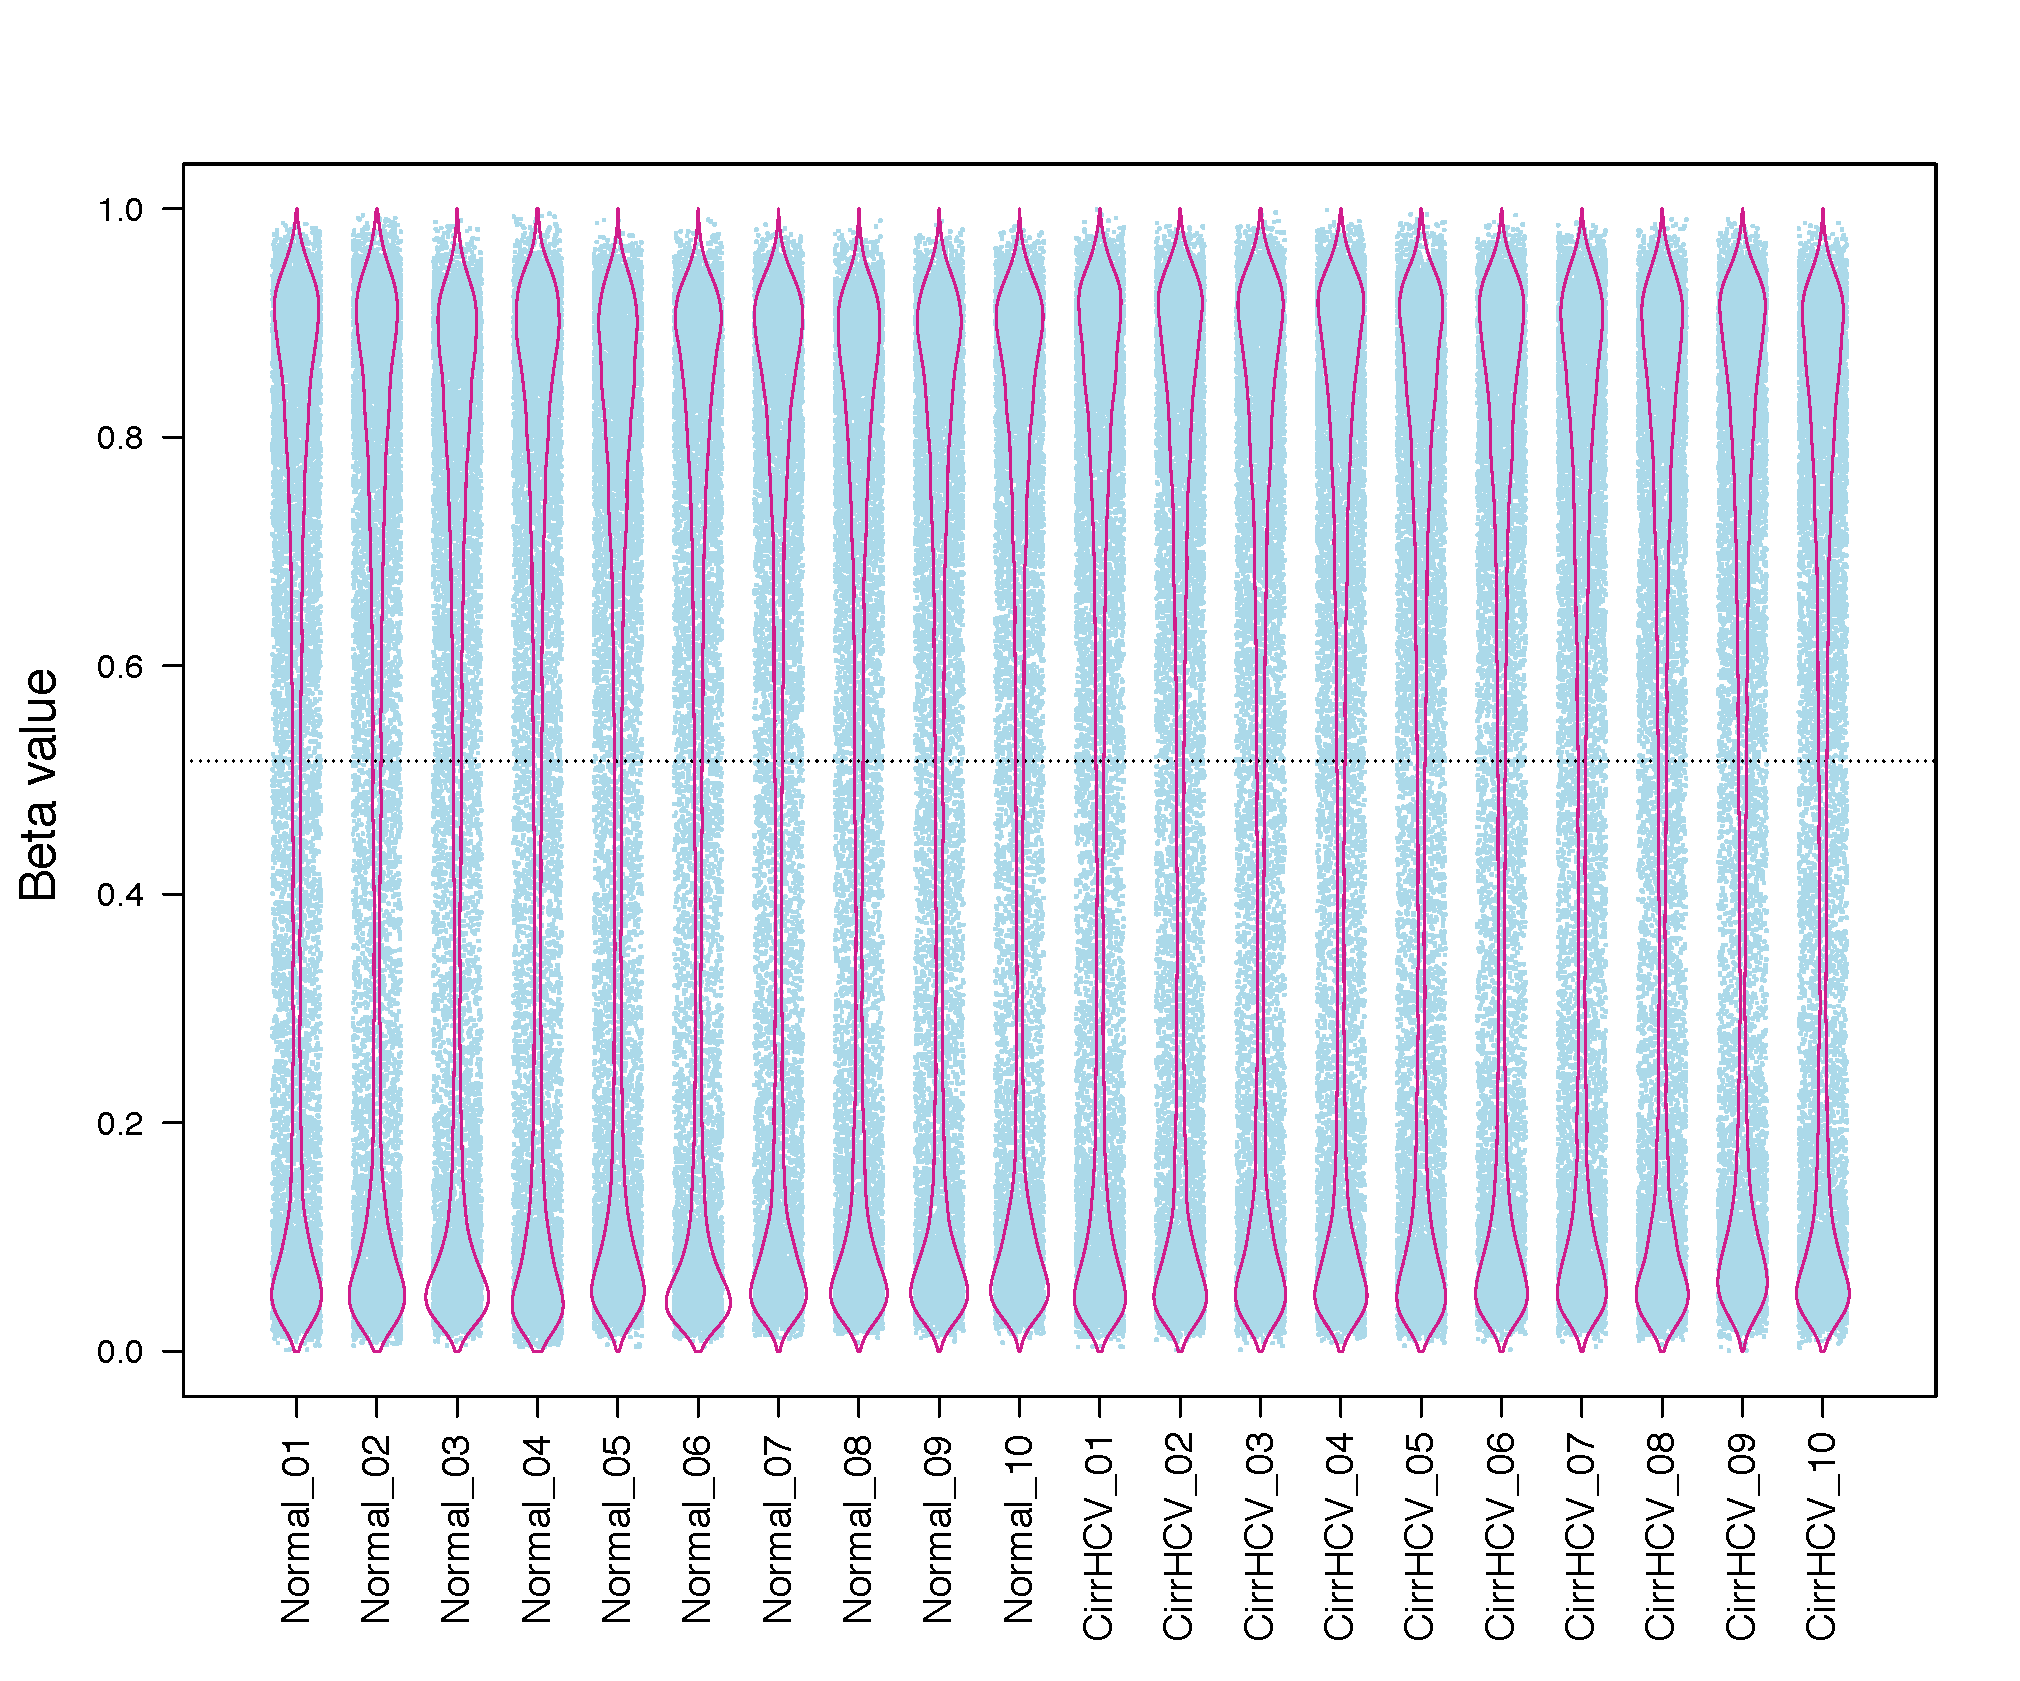 Beta value
1.0
0.8
0.6
0.4
0.2
0.0
Normal_01
Normal_02
Normal_03
Normal_04
Normal_05
Normal_06
Normal_07
Normal_08
Normal_09
Normal_10
CirrHCV_01
CirrHCV_02
CirrHCV_03
CirrHCV_04
CirrHCV_05
CirrHCV_06
CirrHCV_07
CirrHCV_08
CirrHCV_09
CirrHCV_10